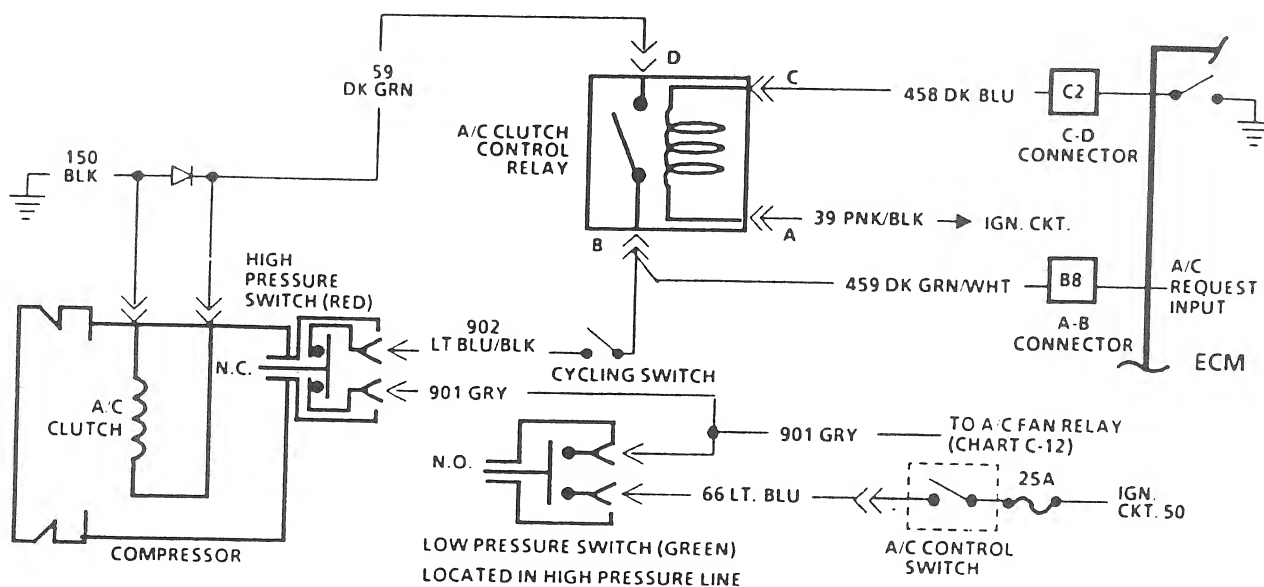 59
DK GRN
D
C
458 DK BLU
C2
C-D
CONNECTOR
A/C CLUTCH
CONTROL
RELAY
150
BLK
39 PNK/BLK
IGN. CKT.
A
B
HIGH
PRESSURE
SWITCH (RED)
459 DK GRN/WHT
B8
A/C
REQUEST
INPUT
A-B
CONNECTOR
ECM
902
LT BLU/BLK
CYCLING SWITCH
N.C.
901 GRY
A/C
CLUTCH
901 GRY
TO A/C FAN RELAY
(CHART C-12)
N.O.
66 LT. BLU
25A
IGN.
CKT. 50
COMPRESSOR
LOW PRESSURE SWITCH (GREEN)
LOCATED IN HIGH PRESSURE LINE
A/C CONTROL
SWITCH